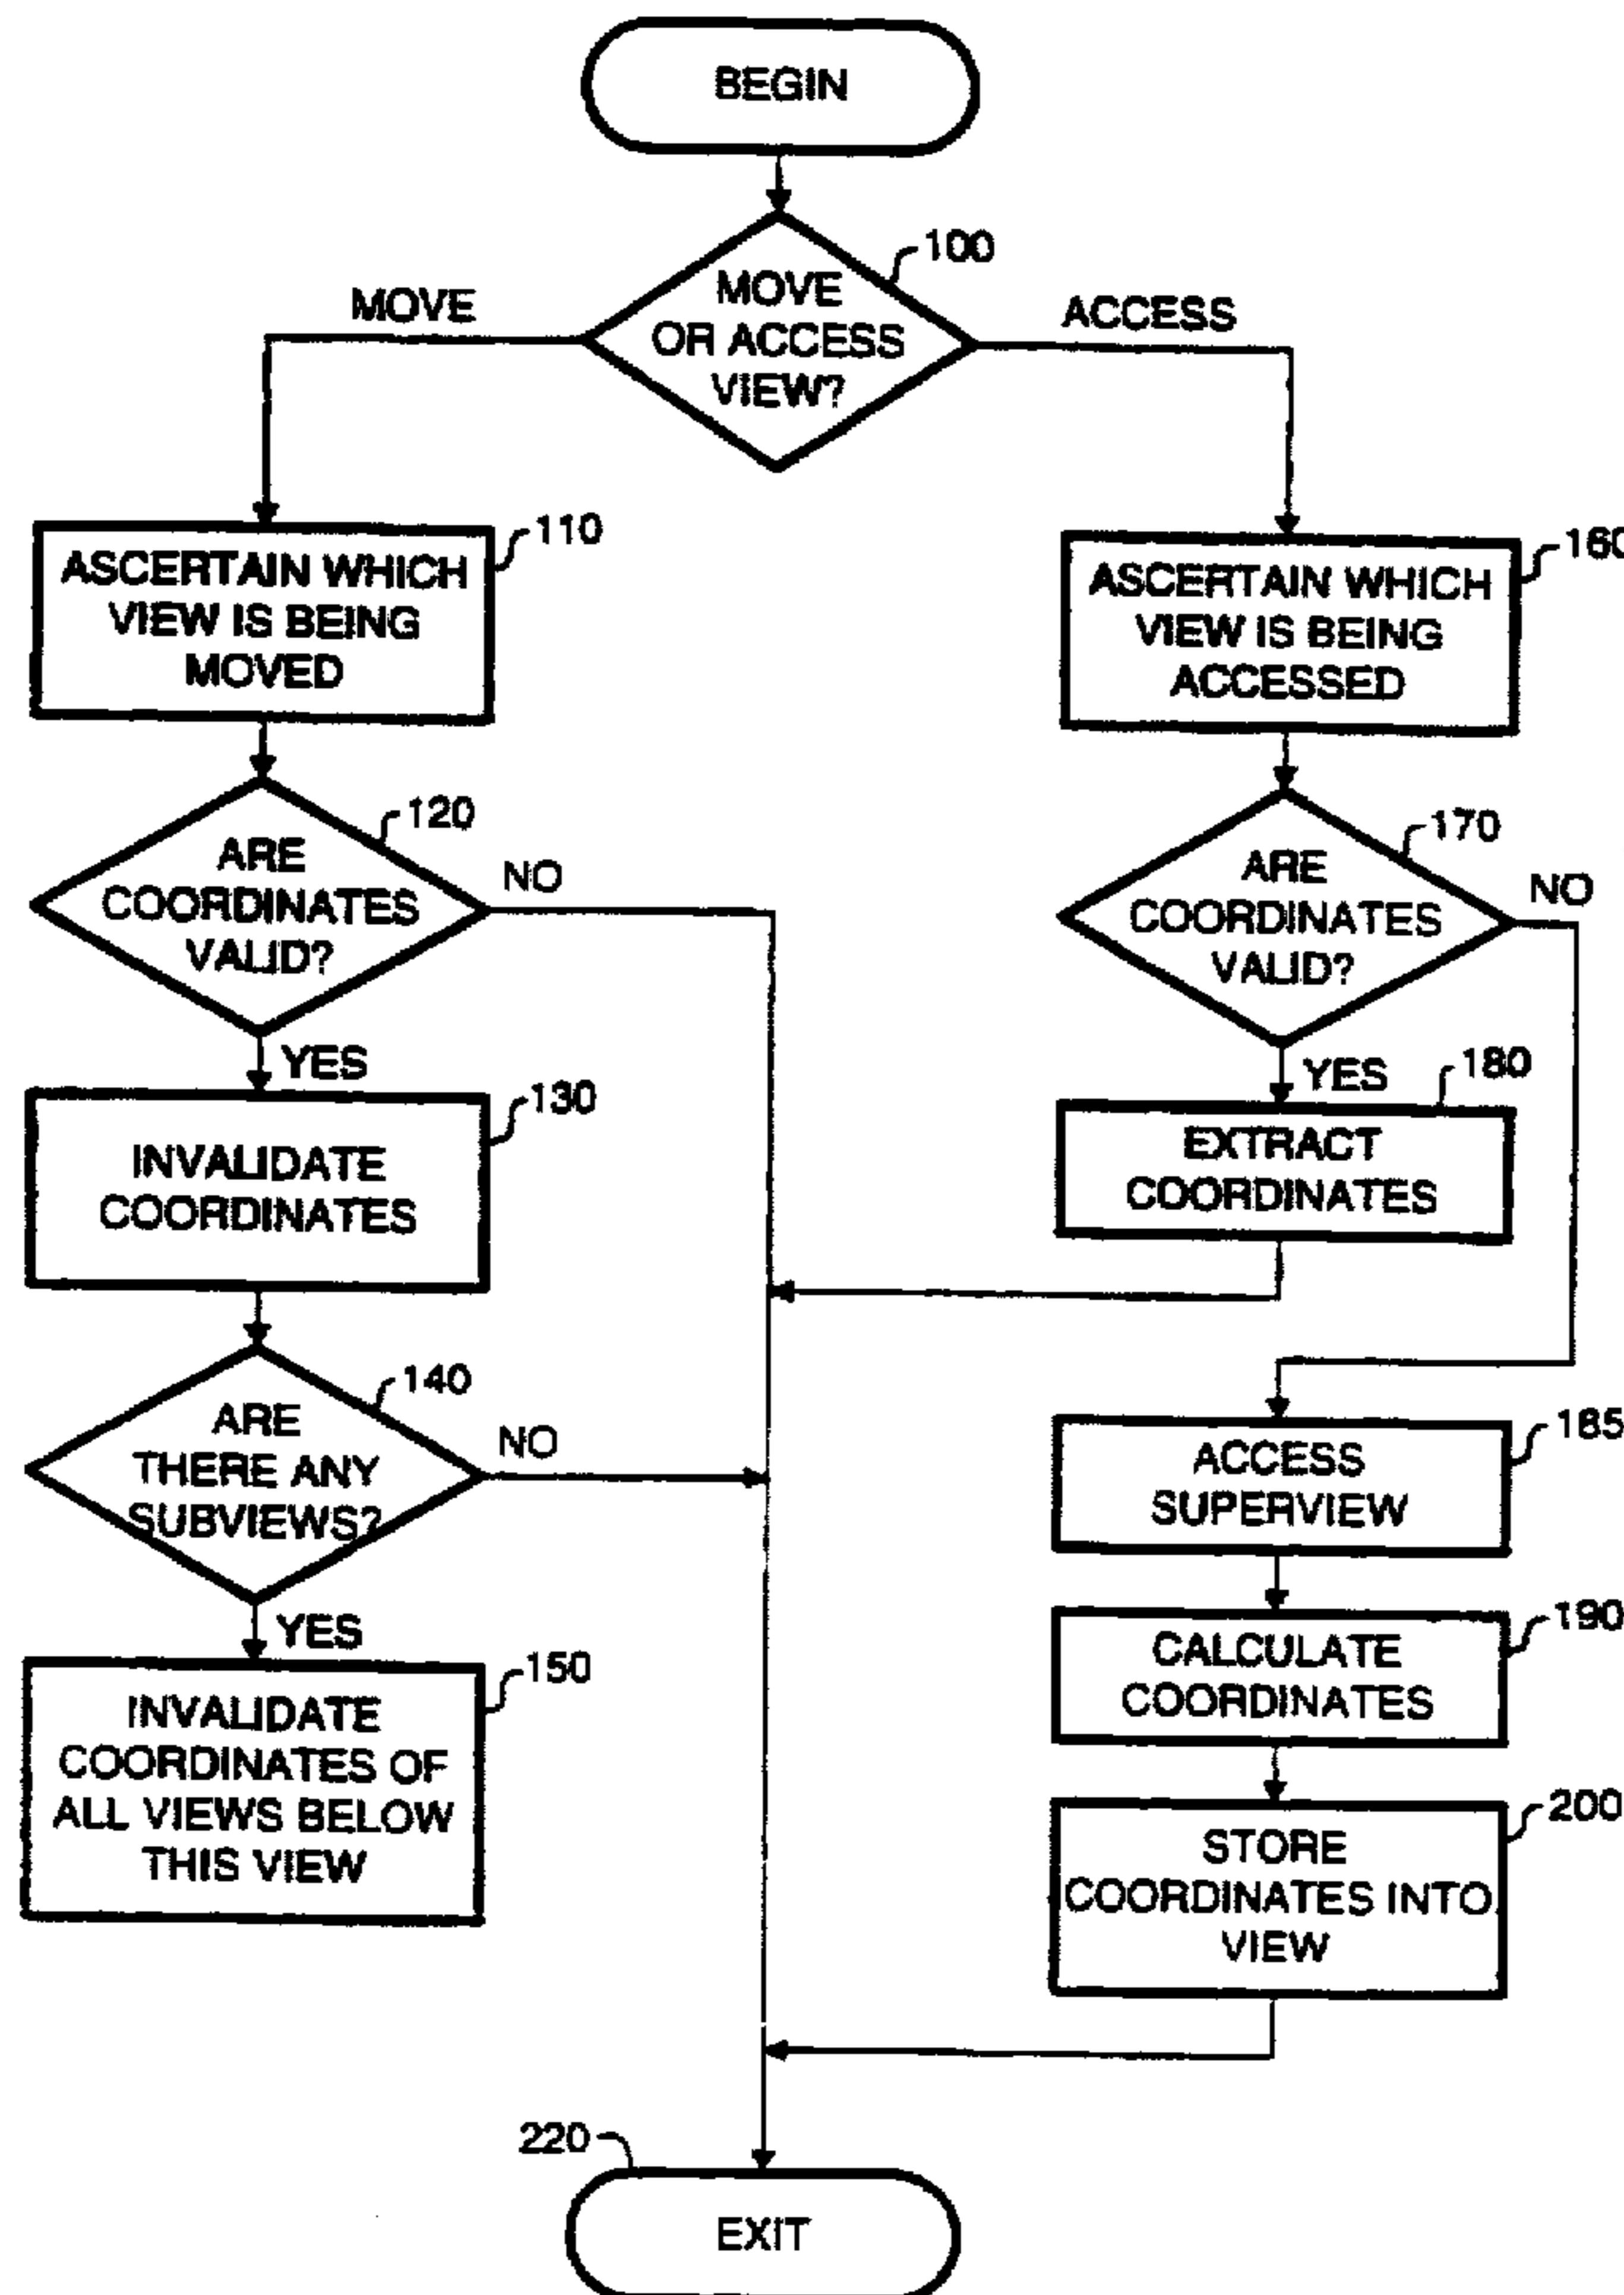 BEGIN
100
MOVE
OR ACCESS
VIEW?
MOVE
ACCESS
110
ASCERTAIN WHICH
VIEW IS BEING
MOVED
120
ARE
COORDINATES
VALID?
NO
YES
130
INVALIDATE
COORDINATES
140
ARE
THERE ANY
SUBVIEWS?
NO
YES
150
INVALIDATE
COORDINATES OF
ALL VIEWS BELOW
THIS VIEW
160
ASCERTAIN WHICH
VIEW IS BEING
ACCESSED
170
ARE
COORDINATES
VALID?
NO
YES
180
EXTRACT
COORDINATES
185
ACCESS
SUPERVIEW
190
CALCULATE
COORDINATES
200
STORE
COORDINATES INTO
VIEW
220
EXIT